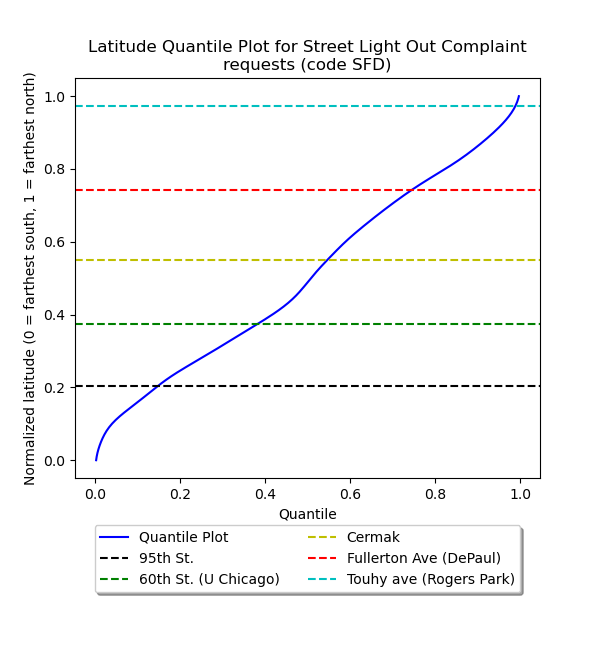 Latitude Quantile Plot for Street Light Out Complaint
requests (code SFD)
Normalized latitude (0 = farthest south, 1 = farthest north)
1.0
0.8
0.6
0.4
0.2
0.0
0.0 0.2 0.4 0.6 0.8 1.0
Quantile
Quantile Plot
95th St.
60th St. (U Chicago)
Cermak
Fullerton Ave (DePaul)
Touhy ave (Rogers Park)